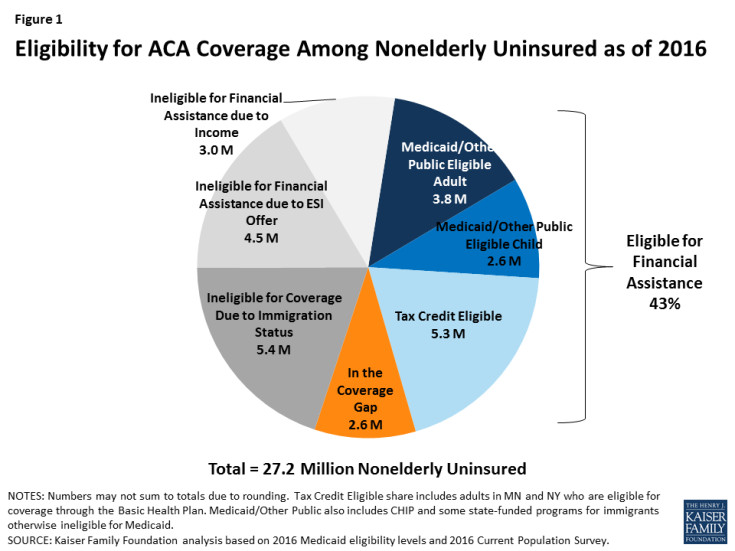 Figure 1
Eligibility for ACA Coverage Among Nonelderly Uninsured as of 2016
Ineligible for Financial
Assistance due to
Income
3.0 M
Medicaid/Other
Public Eligible
Adult
3.8 M
Ineligible for Financial
Assistance due to ESI
Offer
4.5 M
Medicaid/Other Public
Eligible Child
2.6 M
Eligible for
Financial
Assistance
43%
Ineligible for Coverage
Due to Immigration
Status
5.4 M
Tax Credit Eligible
5.3 M
In the
Coverage
Gap
2.6 M
Total = 27.2 Million Nonelderly Uninsured
NOTES: Numbers may not sum to totals due to rounding. Tax Credit Eligible share includes adults in MN and NY who are eligible for
coverage through the Basic Health Plan. Medicaid/Other Public also includes CHIP and some state-funded programs for immigrants
otherwise ineligible for Medicaid.
SOURCE: Kaiser Family Foundation analysis based on 2016 Medicaid eligibility levels and 2016 Current Population Survey.
THE HENRY J.
KAISER
FAMILY
FOUNDATION